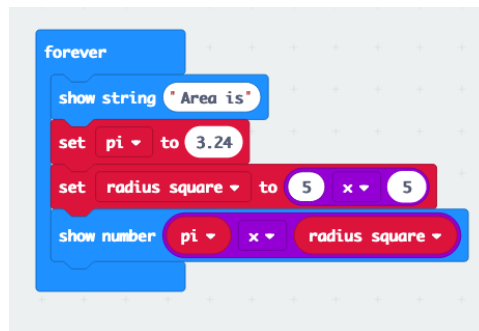 forever
show string "Area is"
set pi to 3.24
set radius square to 5 x 5
show number pi x radius square